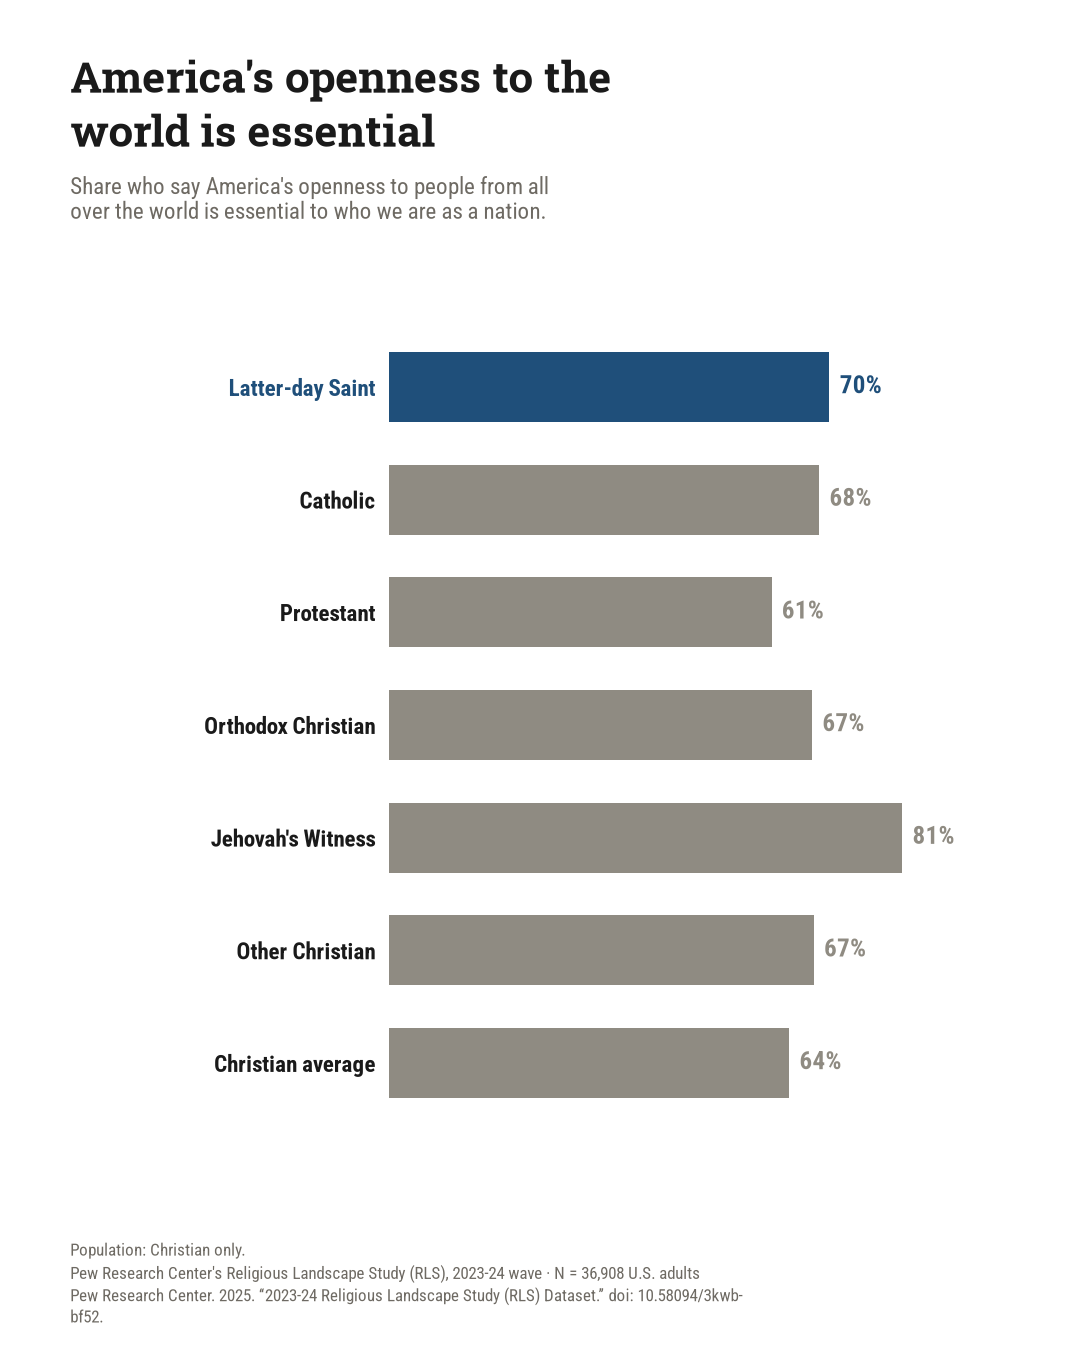 America's openness to the
world is essential
Share who say America's openness to people from all
over the world is essential to who we are as a nation.
Latter-day Saint 70%
Catholic 68%
Protestant 61%
Orthodox Christian 67%
Jehovah's Witness 81%
Other Christian 67%
Christian average 64%
Population: Christian only.
Pew Research Center's Religious Landscape Study (RLS), 2023-24 wave · N = 36,908 U.S. adults
Pew Research Center. 2025. “2023-24 Religious Landscape Study (RLS) Dataset.” doi: 10.58094/3kwb-
bf52.